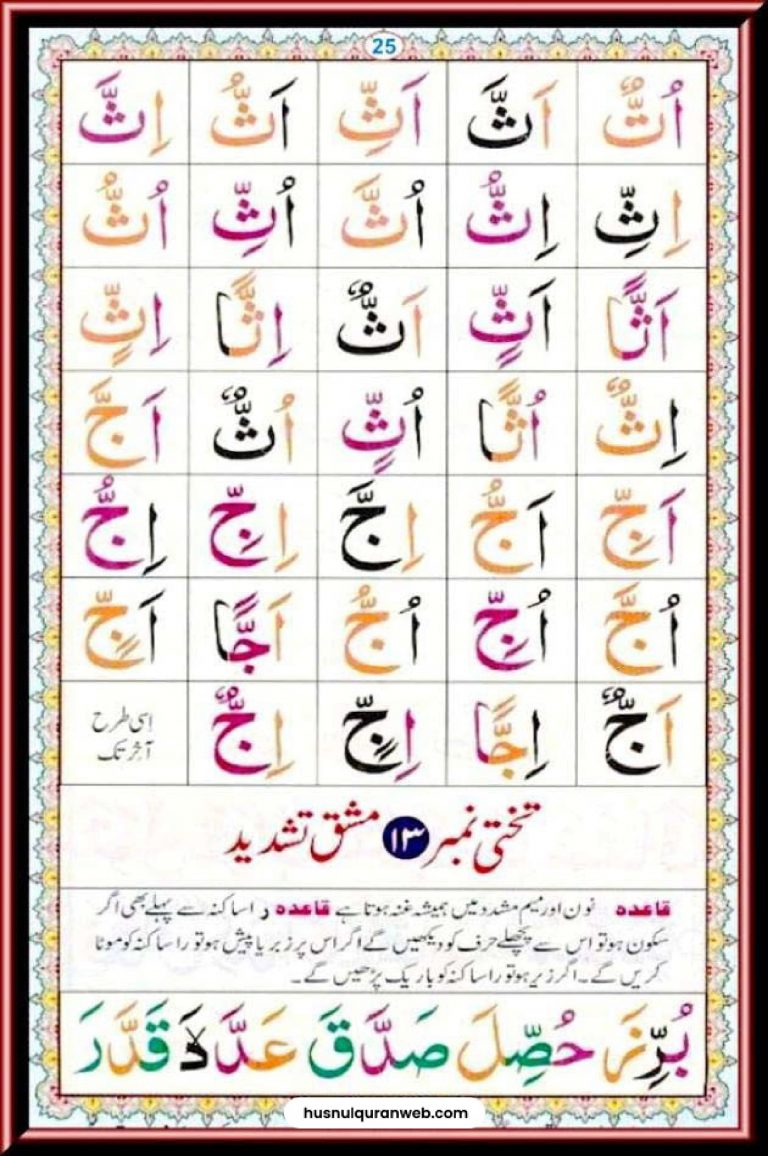 25
اُتٌّ اَثَّ اَثِّ اَثُّ اِثَّ
اِثِّ اِثُّ اُثَّ اُثِّ اُثُّ
اَثًّا اَثٍّ اَثٌّ اِثًّا اِثٍّ
اِثٌّ اُثًّا اُثٍّ اُثٌّ اَجَّ
اَجِّ اَجُّ اِجَّ اِجِّ اِجُّ
اُجَّ اُجِّ اُجُّ اَجًّا اَجٍّ
اَجٌّ اِجًّا اِجٍّ اِجٌّ اِسی طرح
آخر تک
تختی نمبر ۱۳ مشق تشدید
قاعدہ نون اور میم مشدد میں ہمیشہ غنہ ہوتا ہے قاعدہ را ساکنہ سے پہلے بھی اگر
سکون ہو تو اس سے پچھلے حرف کو دیکھیں گے اگر اس پر زبر یا پیش ہو تو را ساکنہ کو موٹا
کریں گے۔ اگر زیر ہو تو را ساکنہ کو باریک پڑھیں گے۔
بُرِّزَ حُصِّلَ صَدَّقَ عَدَّدَ قَدَّرَ
husnulquranweb.com